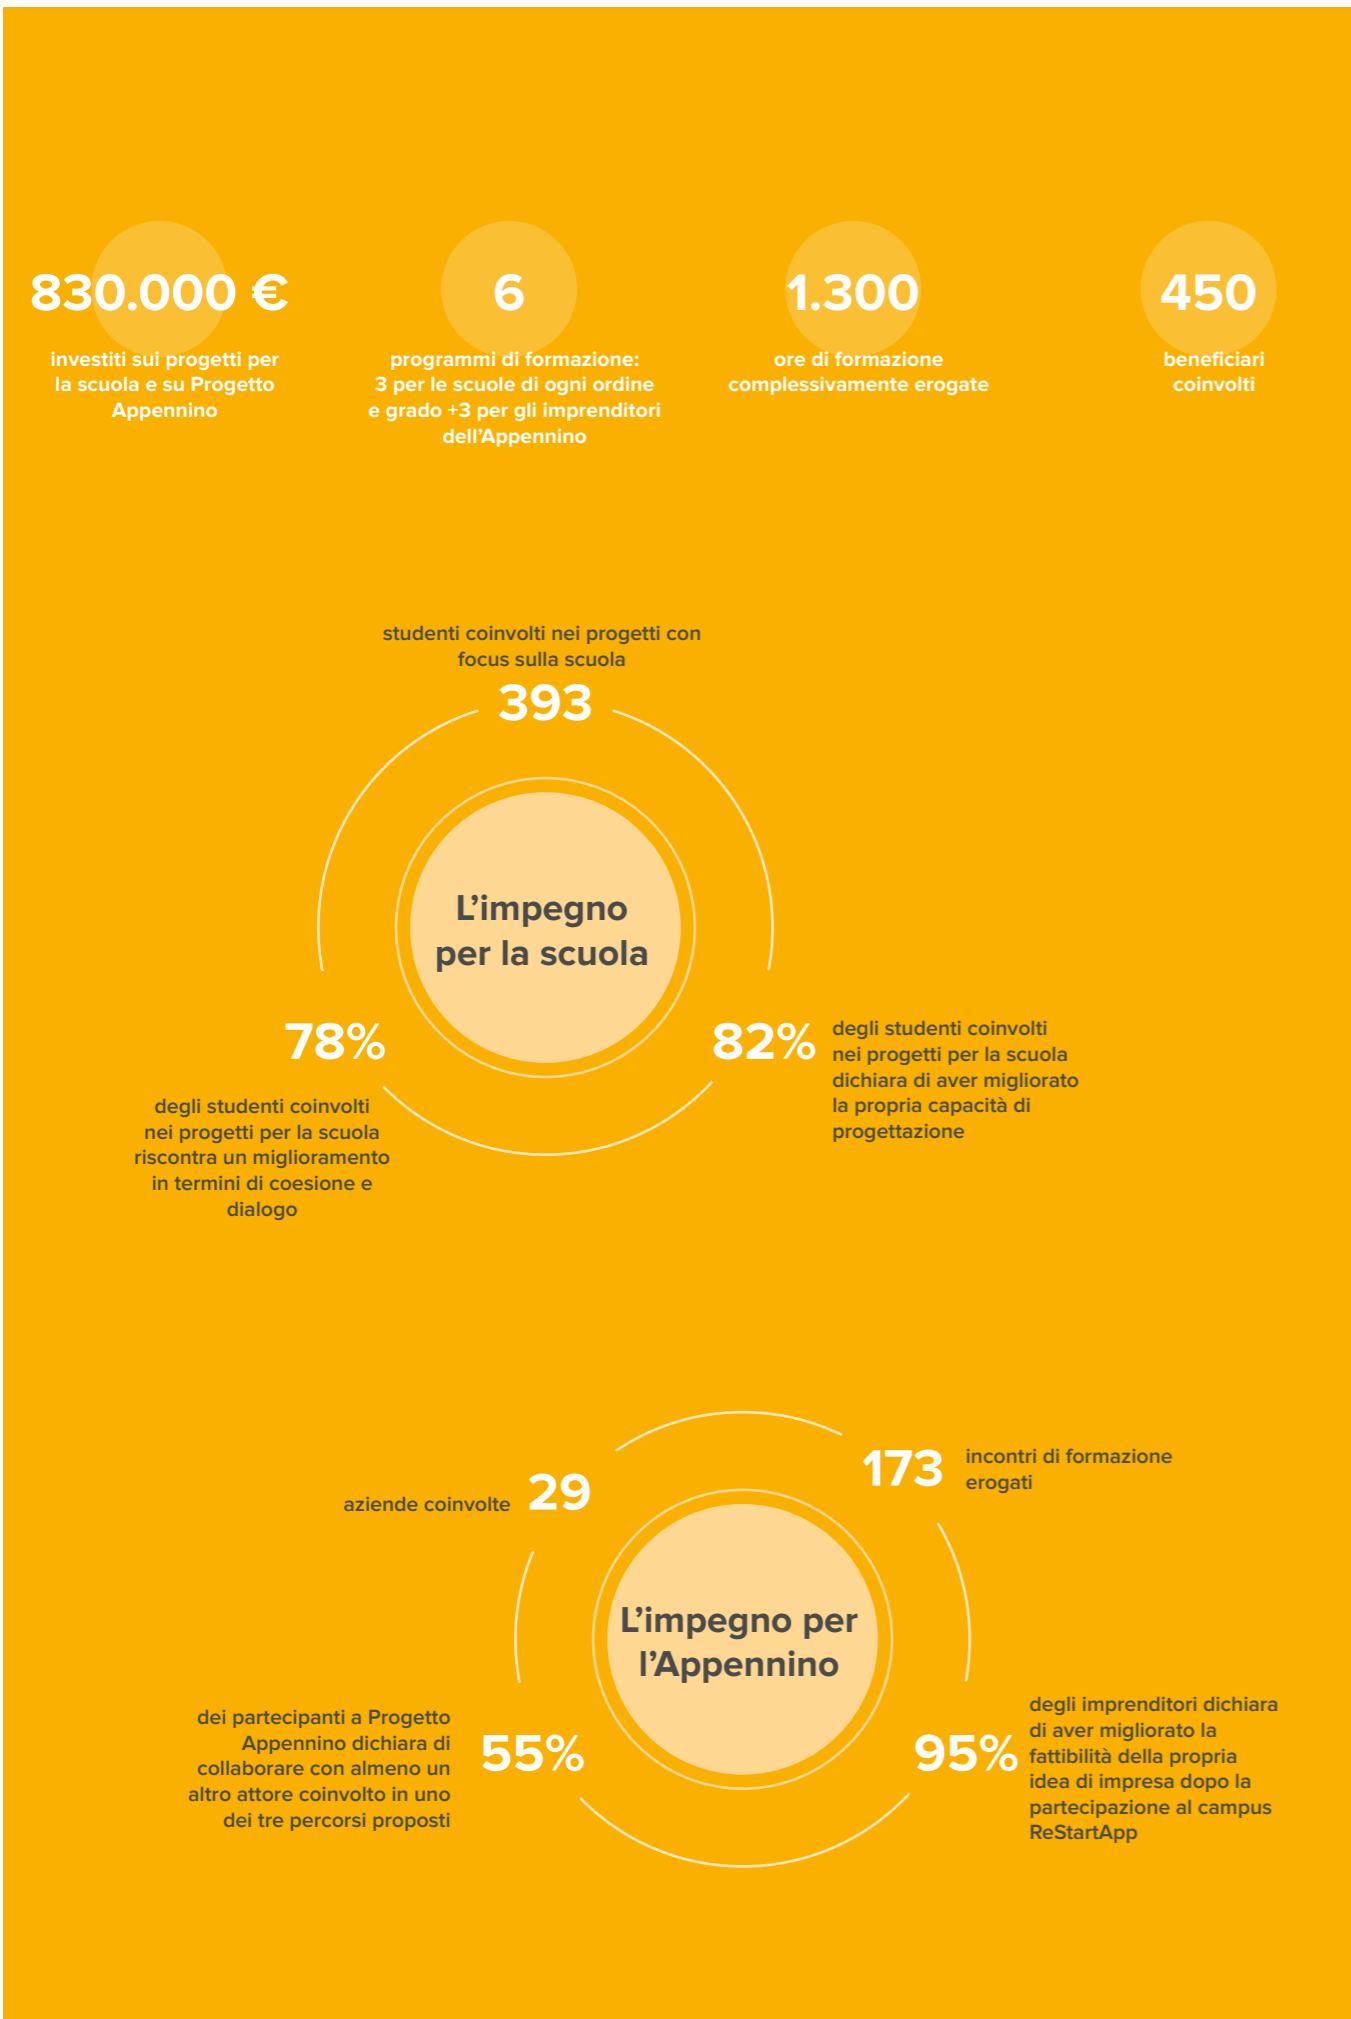 830.000 €
investiti sui progetti per
la scuola e su Progetto
Appennino
6
programmi di formazione:
3 per le scuole di ogni ordine
e grado +3 per gli imprenditori
dell’Appennino
1.300
ore di formazione
complessivamente erogate
450
beneficiari
coinvolti
studenti coinvolti nei progetti con
focus sulla scuola
393
L’impegno
per la scuola
78%
degli studenti coinvolti
nei progetti per la scuola
riscontra un miglioramento
in termini di coesione e
dialogo
82%
degli studenti coinvolti
nei progetti per la scuola
dichiara di aver migliorato
la propria capacità di
progettazione
aziende coinvolte 29
173
incontri di formazione
erogati
L’impegno per
l’Appennino
dei partecipanti a Progetto
Appennino dichiara di
collaborare con almeno un
altro attore coinvolto in uno
dei tre percorsi proposti
55%
95%
degli imprenditori dichiara
di aver migliorato la
fattibilità della propria
idea di impresa dopo la
partecipazione al campus
ReStartApp